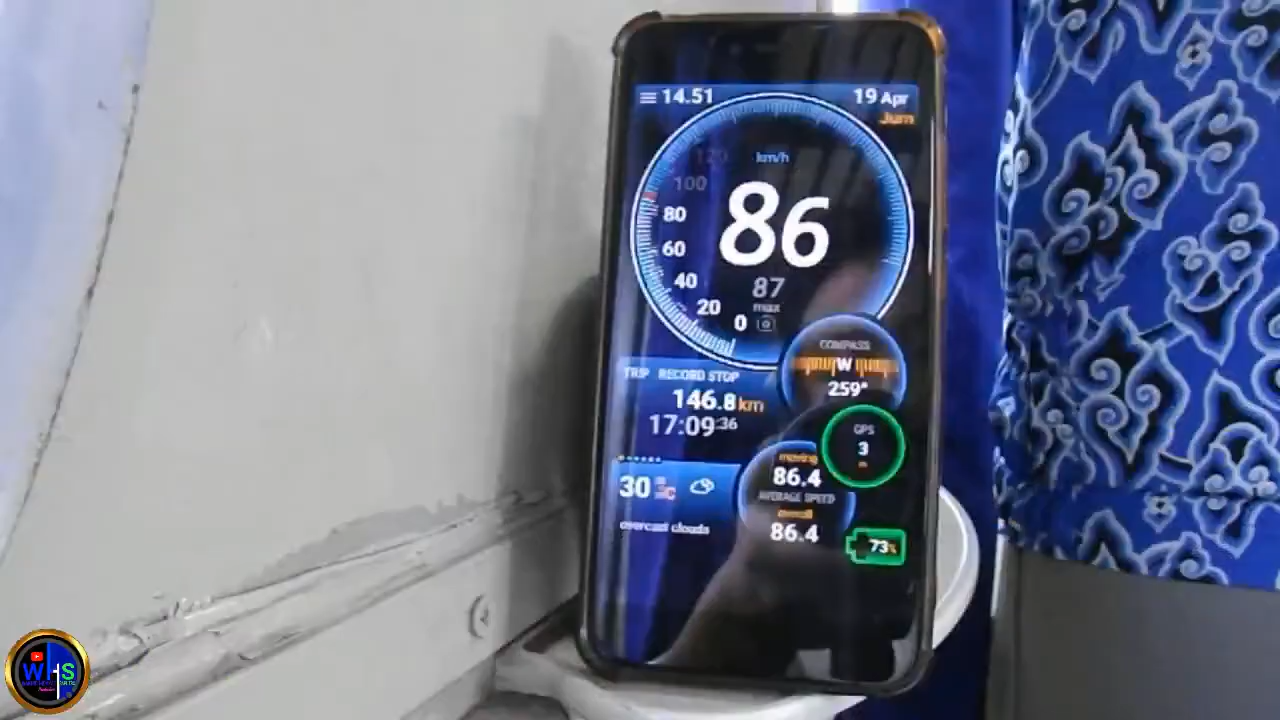 14.51
19 Apr
Jum
km/h
120
100
80
60
40
20
0
86
87
max
COMPASS
W
259°
TRIP RECORD STOP
146.8 km
17:09:36
GPS
3
m
moving
86.4
AVERAGE SPEED
overall
86.4
30 °C
overcast clouds
73%
WHS